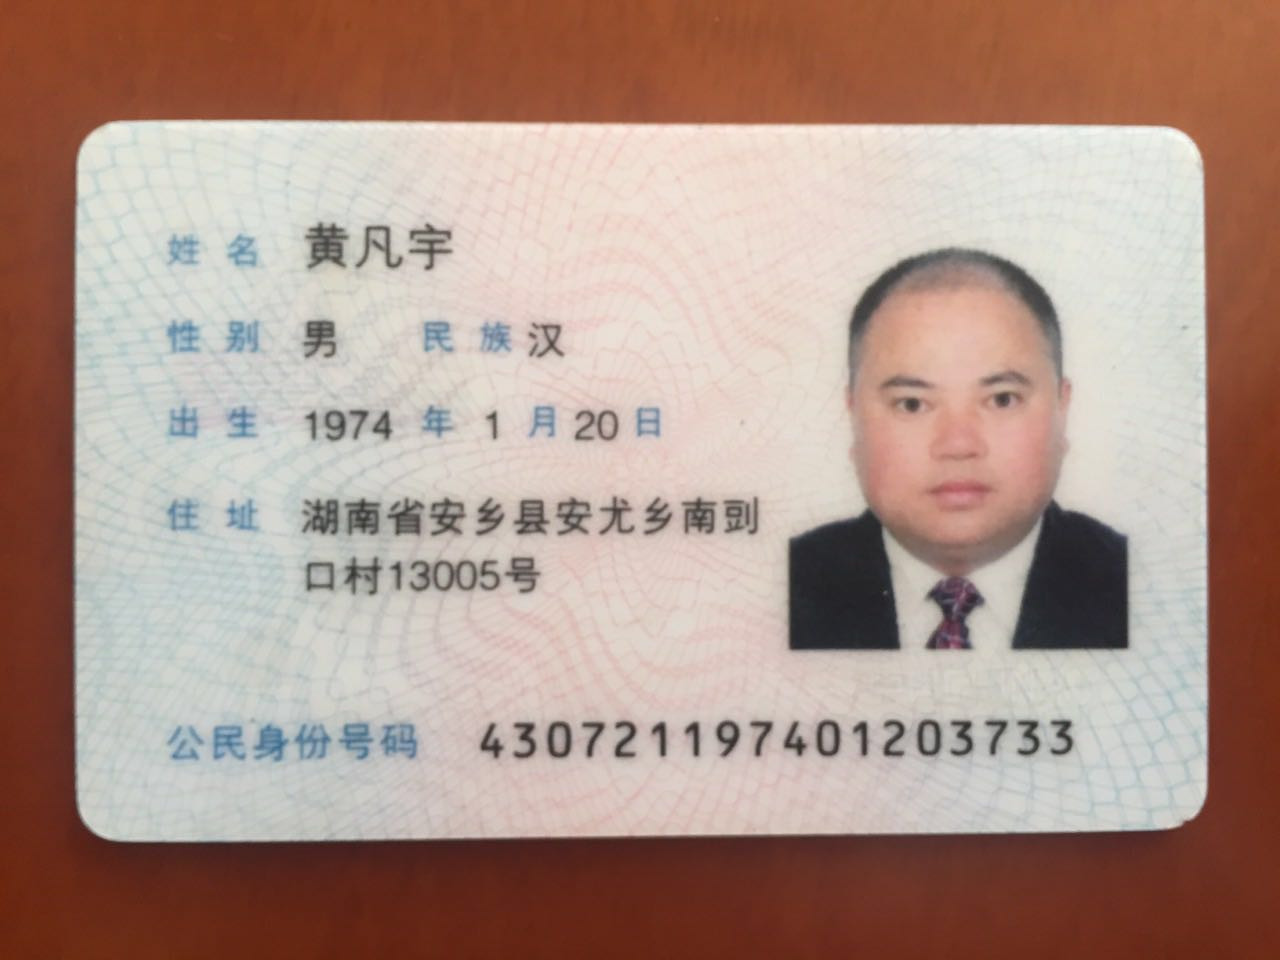 姓名 黄凡宇
性别 男 民族 汉
出生 1974 年 1 月 20 日
住址 湖南省安乡县安尤乡南剅
口村13005号
公民身份号码 430721197401203733